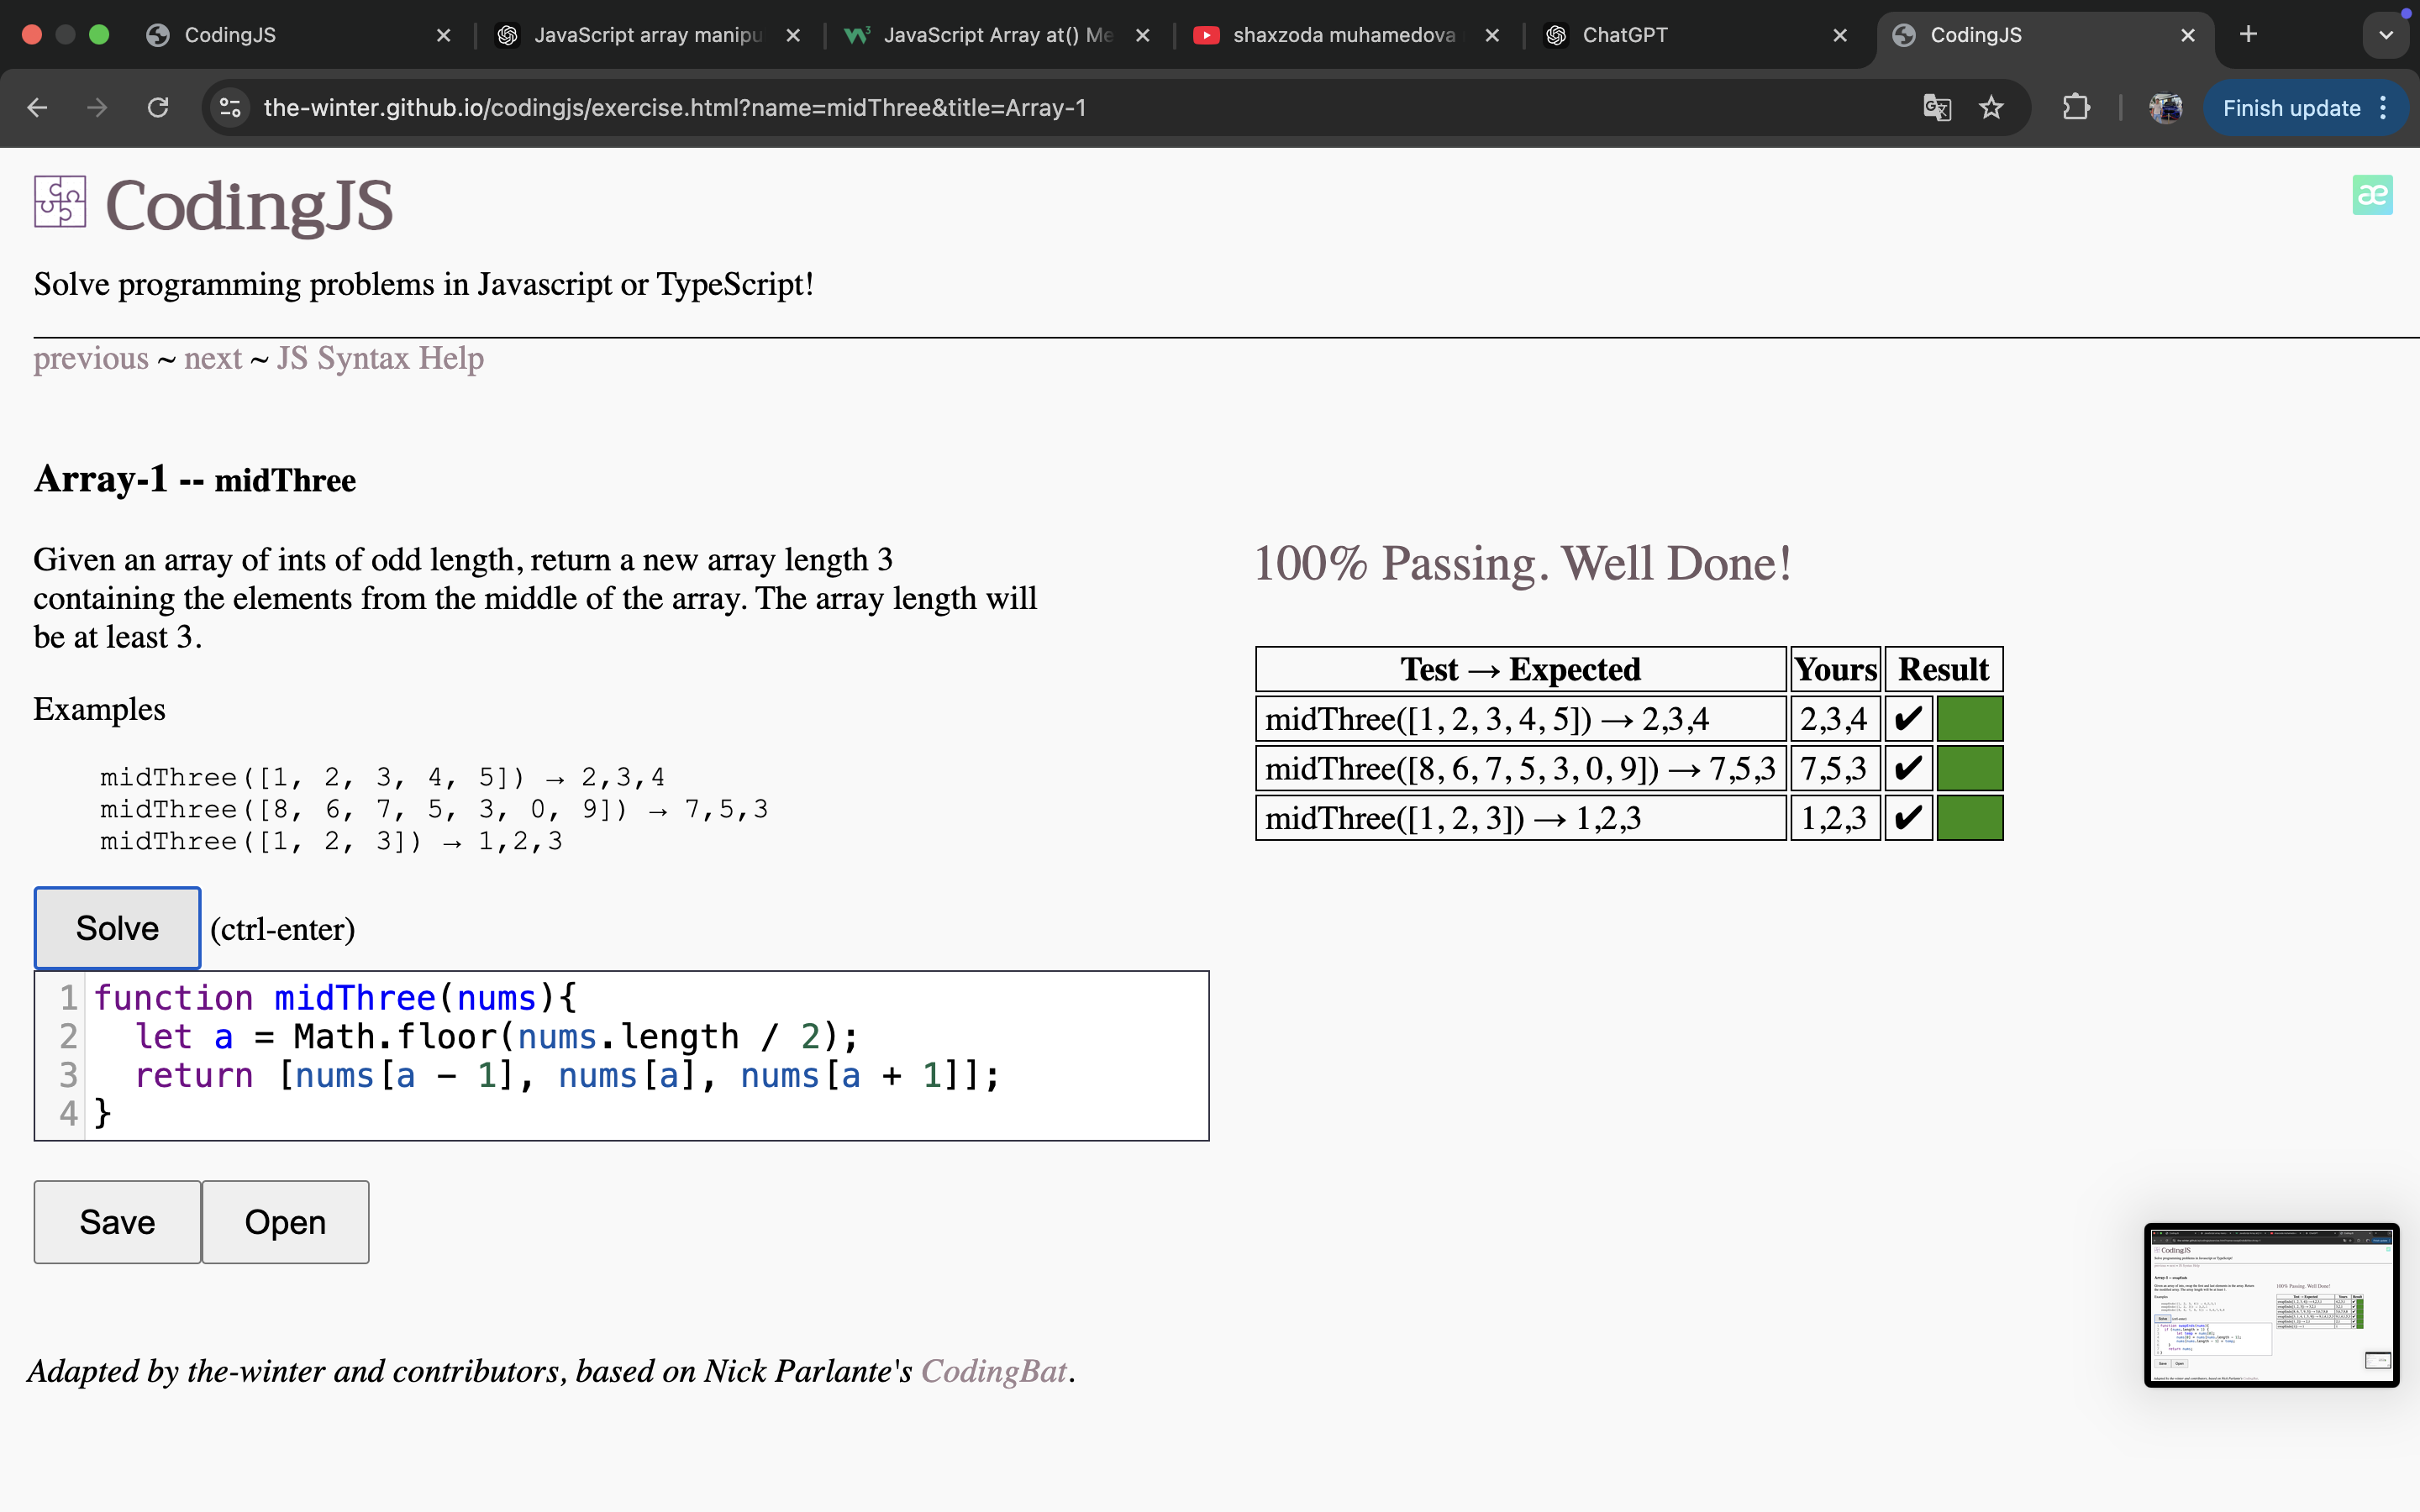 CodingJS
JavaScript array manipu
JavaScript Array at() Me
shaxzoda muhamedova
ChatGPT
CodingJS
the-winter.github.io/codingjs/exercise.html?name=midThree&title=Array-1
Finish update
CodingJS
æ
Solve programming problems in Javascript or TypeScript!
previous ~ next ~ JS Syntax Help
Array-1 -- midThree
Given an array of ints of odd length, return a new array length 3
containing the elements from the middle of the array. The array length will
be at least 3.
Examples
midThree([1, 2, 3, 4, 5]) → 2,3,4
midThree([8, 6, 7, 5, 3, 0, 9]) → 7,5,3
midThree([1, 2, 3]) → 1,2,3
Solve (ctrl-enter)
1 function midThree(nums){
2   let a = Math.floor(nums.length / 2);
3   return [nums[a - 1], nums[a], nums[a + 1]];
4 }
Save Open
100% Passing. Well Done!
Test → Expected Yours Result
midThree([1, 2, 3, 4, 5]) → 2,3,4 2,3,4 ✔
midThree([8, 6, 7, 5, 3, 0, 9]) → 7,5,3 7,5,3 ✔
midThree([1, 2, 3]) → 1,2,3 1,2,3 ✔
Adapted by the-winter and contributors, based on Nick Parlante's CodingBat.
CodingJS